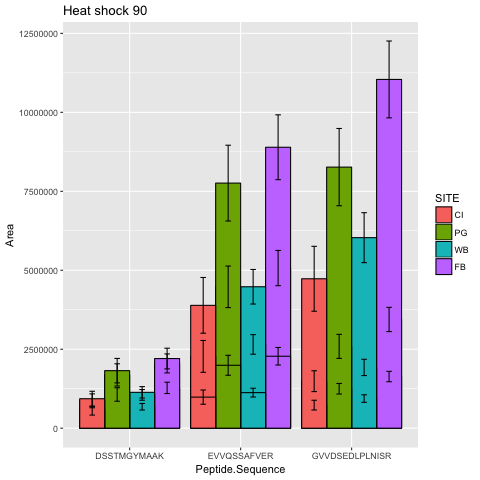 Heat shock 90
12500000
10000000
7500000
5000000
2500000
0
Area
DSSTMGYMAAK
EVVQSSAFVER
GVVDSEDLPLNISR
Peptide.Sequence
SITE
CI
PG
WB
FB